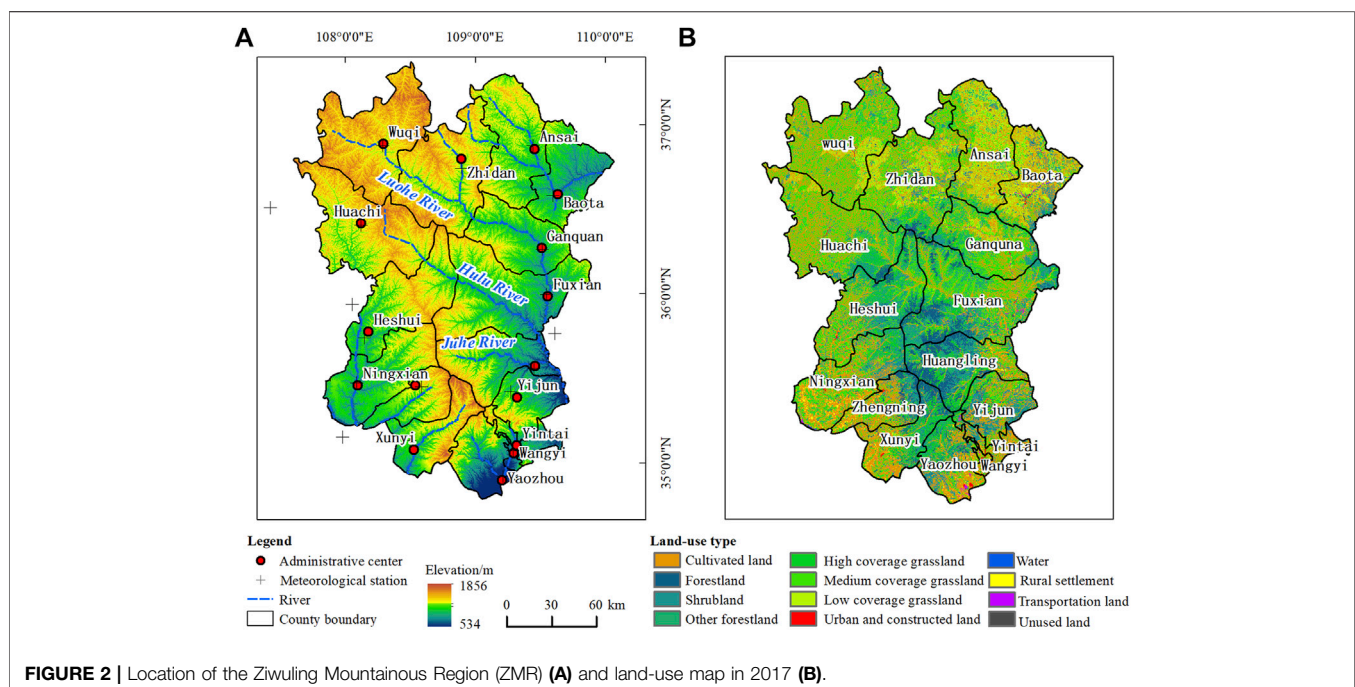 A
108°0'0"E
109°0'0"E
110°0'0"E
B
37°0'0"N
36°0'0"N
35°0'0"N
Wuqi
Ansai
Zhidan
Luohe River
Baota
Huachi
Ganquan
Hulu River
Fuxian
Heshui
Juhe River
Ningxian
Yijun
Xunyi
Yintai
Wangyi
Yaozhou
wuqi
Ansai
Zhidan
Baota
Huachi
Ganquna
Fuxian
Heshui
Huangling
Ningxian
Zhengning
Yijun
Xunyi
Yintai
Yaozhou
Wangyi
Legend
Administrative center
Meteorological station
River
County boundary
Elevation/m
1856
534
0 30 60 km
Land-use type
Cultivated land
Forestland
Shrubland
Other forestland
High coverage grassland
Medium coverage grassland
Low coverage grassland
Urban and constructed land
Water
Rural settlement
Transportation land
Unused land
FIGURE 2 | Location of the Ziwuling Mountainous Region (ZMR) (A) and land-use map in 2017 (B).